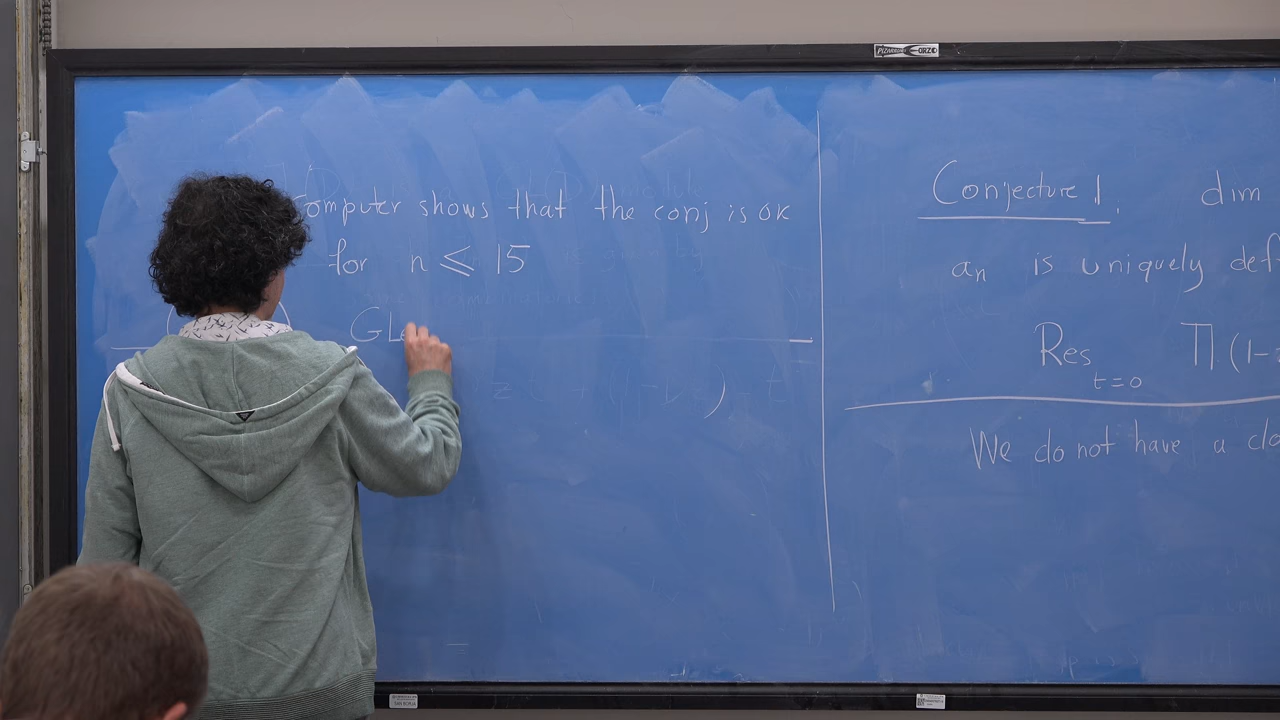 Computer shows that the conj is ok
for n ⩽ 15
GLo
Conjecture 1. dim
aₙ is uniquely def
Res ∏ (1-
t=0
We do not have a clo